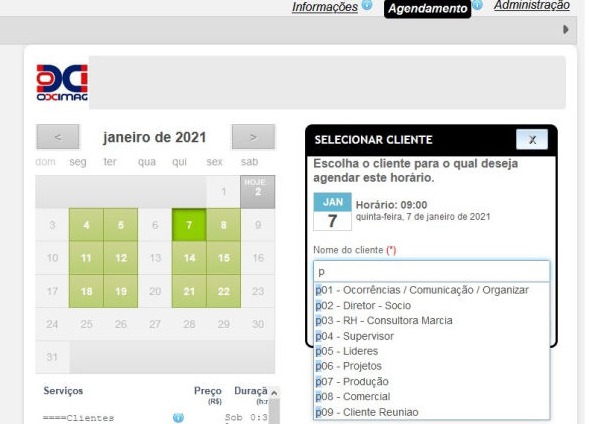 Informações Agendamento Administração
OXIMAG
< janeiro de 2021 >
dom seg ter qua qui sex sab
1 HOJE 2
3 4 5 6 7 8 9
10 11 12 13 14 15 16
17 18 19 20 21 22 23
24 25 26 27 28 29 30
31
Serviços Preço (R$) Duraçã (h:r
====Clientes Sob 0:3
SELECIONAR CLIENTE X
Escolha o cliente para o qual deseja
agendar este horário.
JAN
7
Horário: 09:00
quinta-feira, 7 de janeiro de 2021
Nome do cliente (*)
p
p01 - Ocorrências / Comunicação / Organizar
p02 - Diretor - Socio
p03 - RH - Consultora Marcia
p04 - Supervisor
p05 - Lideres
p06 - Projetos
p07 - Produção
p08 - Comercial
p09 - Cliente Reuniao